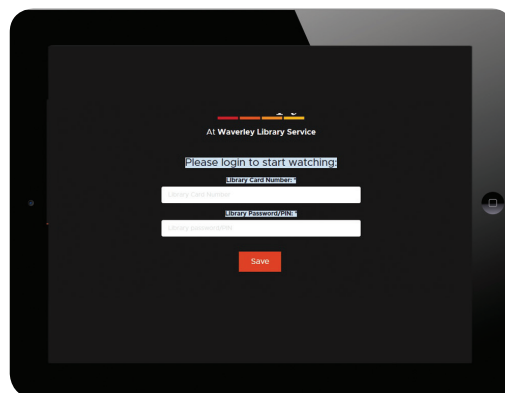 At Waverley Library Service
Please login to start watching:
Library Card Number: *
Library Card Number
Library Password/PIN: *
Library password/PIN
Save